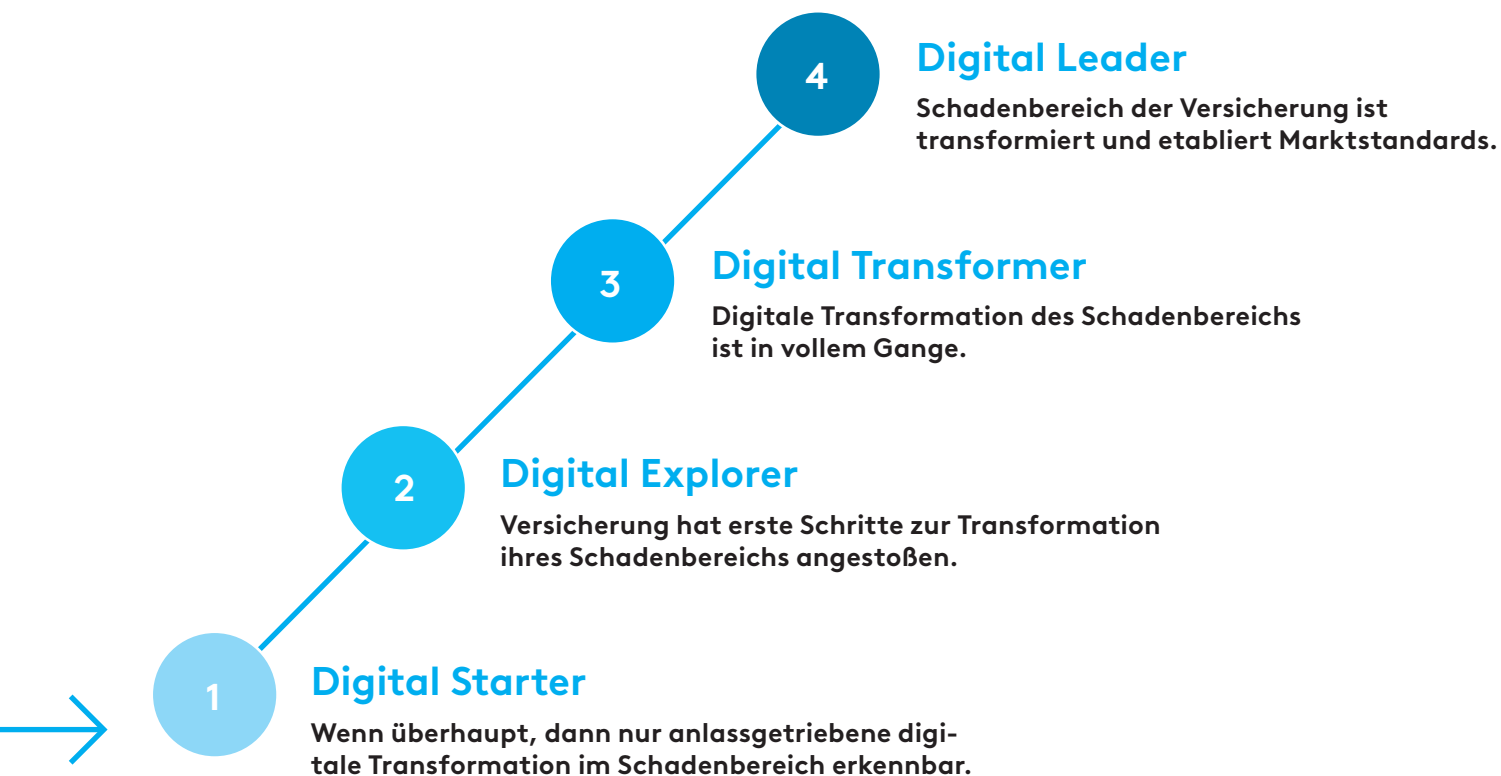 4
Digital Leader
Schadenbereich der Versicherung ist
transformiert und etabliert Marktstandards.
3
Digital Transformer
Digitale Transformation des Schadenbereichs
ist in vollem Gange.
2
Digital Explorer
Versicherung hat erste Schritte zur Transformation
ihres Schadenbereichs angestoßen.
1
Digital Starter
Wenn überhaupt, dann nur anlassgetriebene digi-
tale Transformation im Schadenbereich erkennbar.